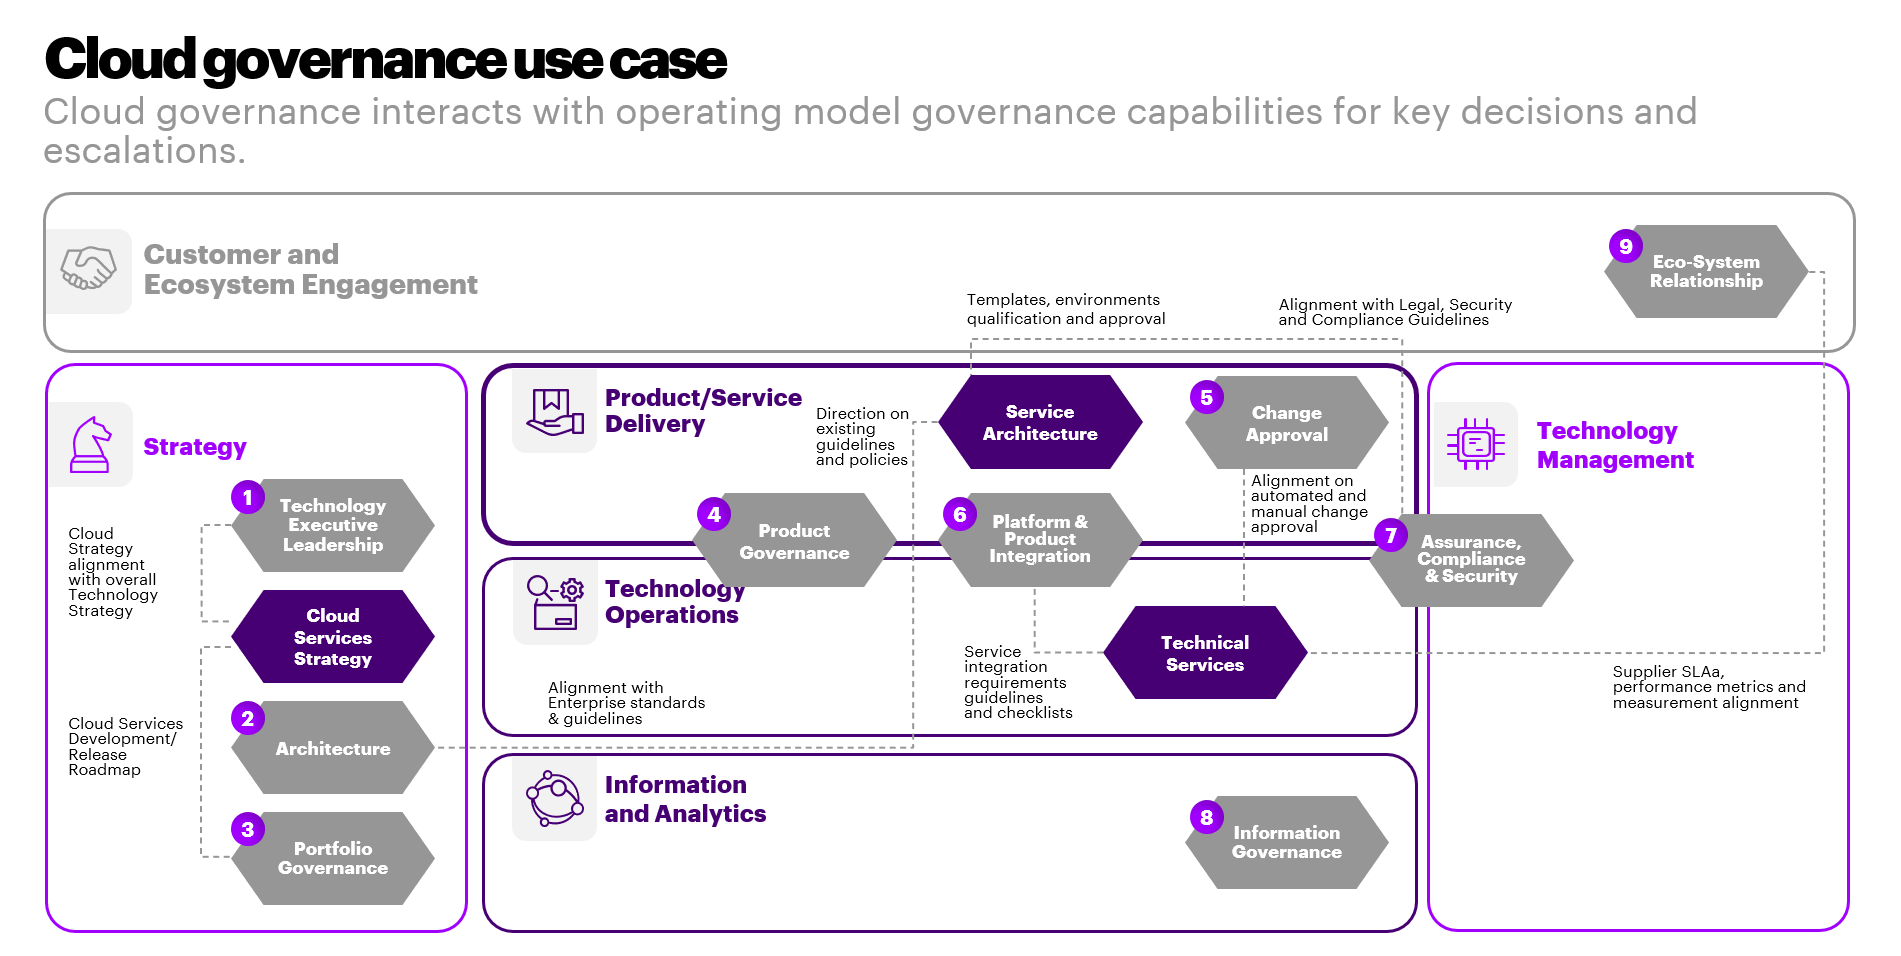 Cloud governance use case
Cloud governance interacts with operating model governance capabilities for key decisions and
escalations.
Customer and
Ecosystem Engagement
9
Eco-System
Relationship
Templates, environments
qualification and approval
Alignment with Legal, Security
and Compliance Guidelines
Strategy
1
Technology
Executive
Leadership
Cloud
Strategy
alignment
with overall
Technology
Strategy
Cloud
Services
Strategy
Cloud Services
Development/
Release
Roadmap
2
Architecture
3
Portfolio
Governance
Product/Service
Delivery
Direction on
existing
guidelines
and policies
Service
Architecture
5
Change
Approval
Alignment on
automated and
manual change
approval
4
Product
Governance
6
Platform &
Product
Integration
7
Assurance,
Compliance
& Security
Technology
Operations
Alignment with
Enterprise standards
& guidelines
Service
integration
requirements
guidelines
and checklists
Technical
Services
Information
and Analytics
8
Information
Governance
Technology
Management
Supplier SLAa,
performance metrics and
measurement alignment